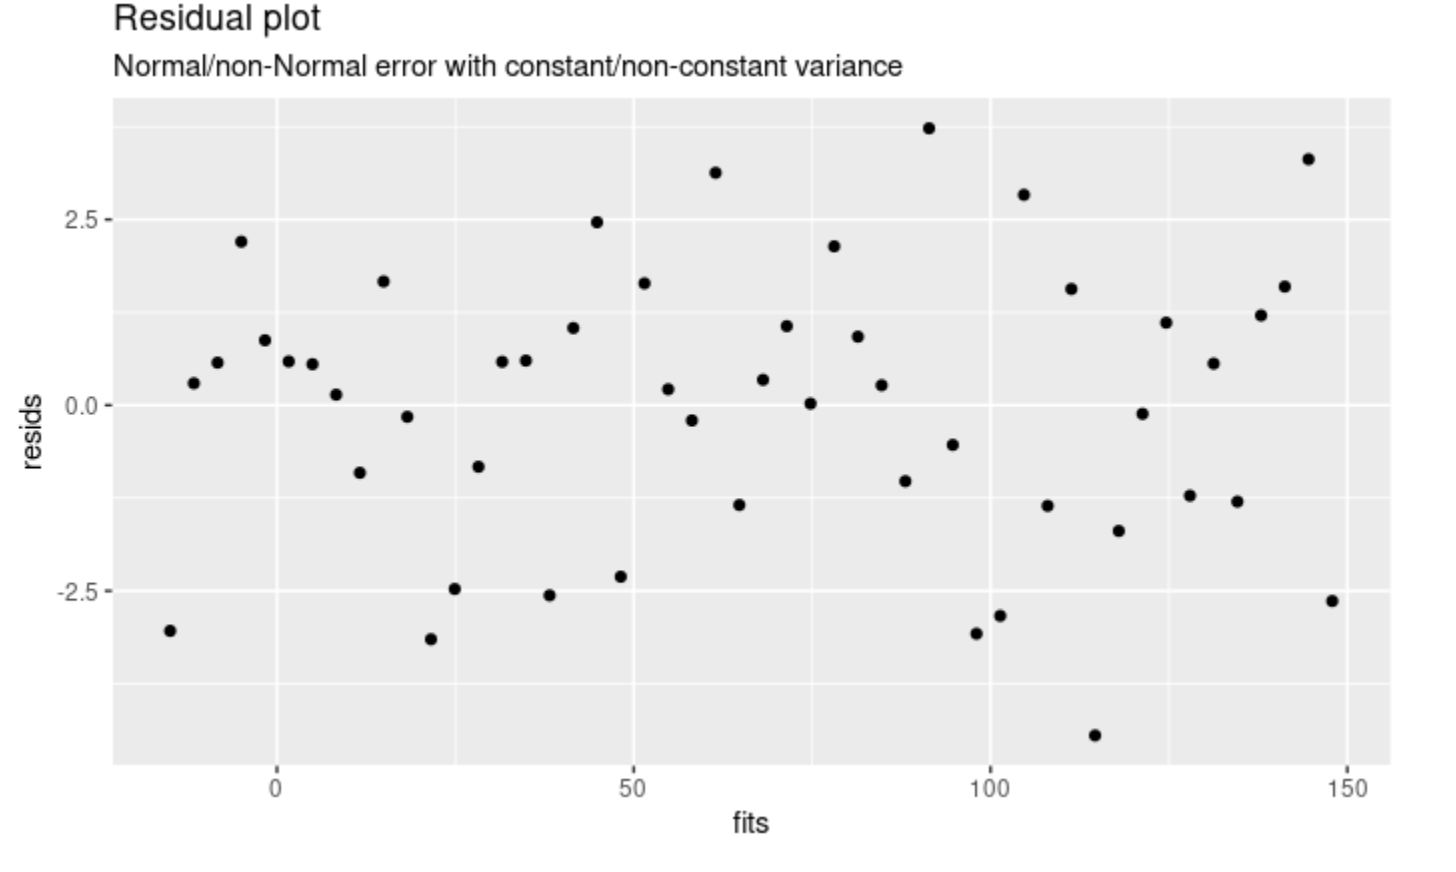 Residual plot
Normal/non-Normal error with constant/non-constant variance
2.5
0.0
-2.5
resids
0 50 100 150
fits